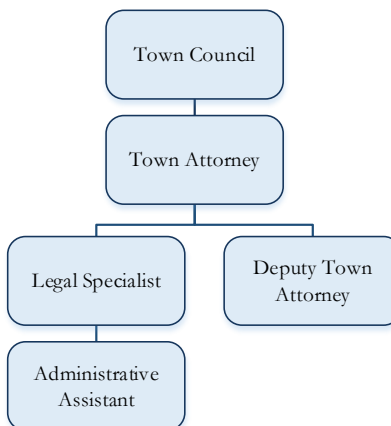 Town Council
Town Attorney
Legal Specialist
Deputy Town
Attorney
Administrative
Assistant